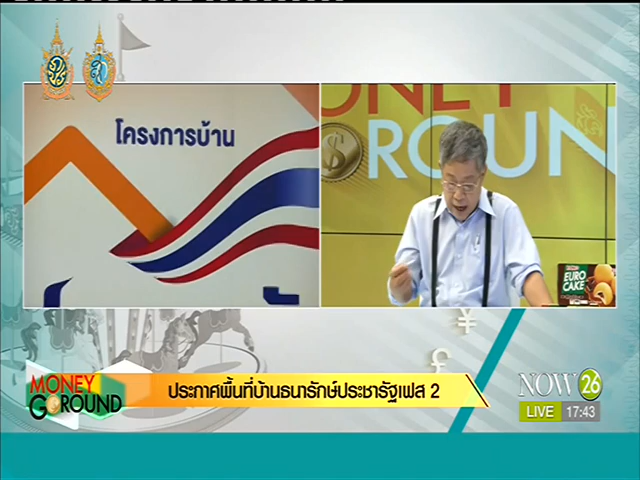 โครงการบ้าน
ONEY
ROUN
EURO
CAKE
MONEY
GROUND
ประกาศพื้นที่บ้านธนารักษ์ประชารัฐเฟส 2
NOW 26
LIVE 17:43